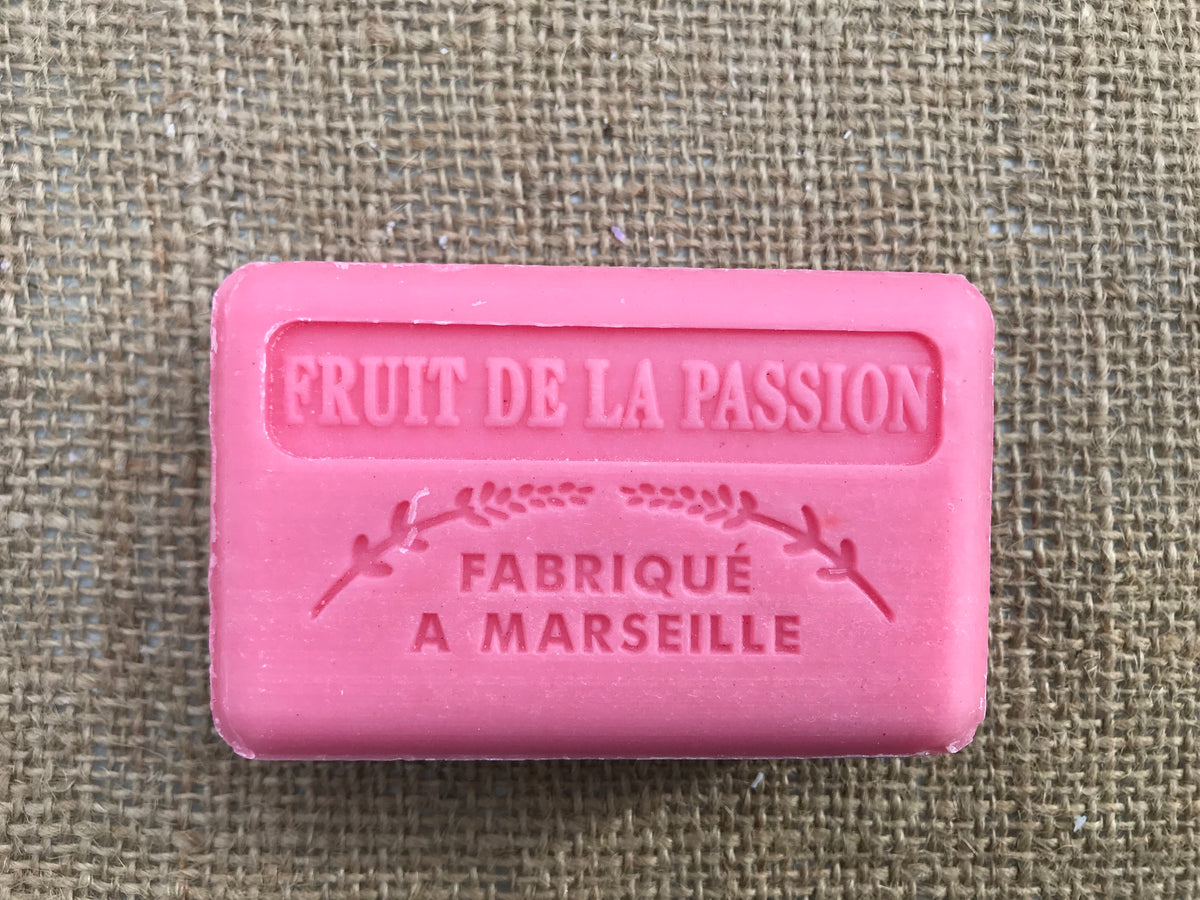 FRUIT DE LA PASSION
FABRIQUÉ
A MARSEILLE